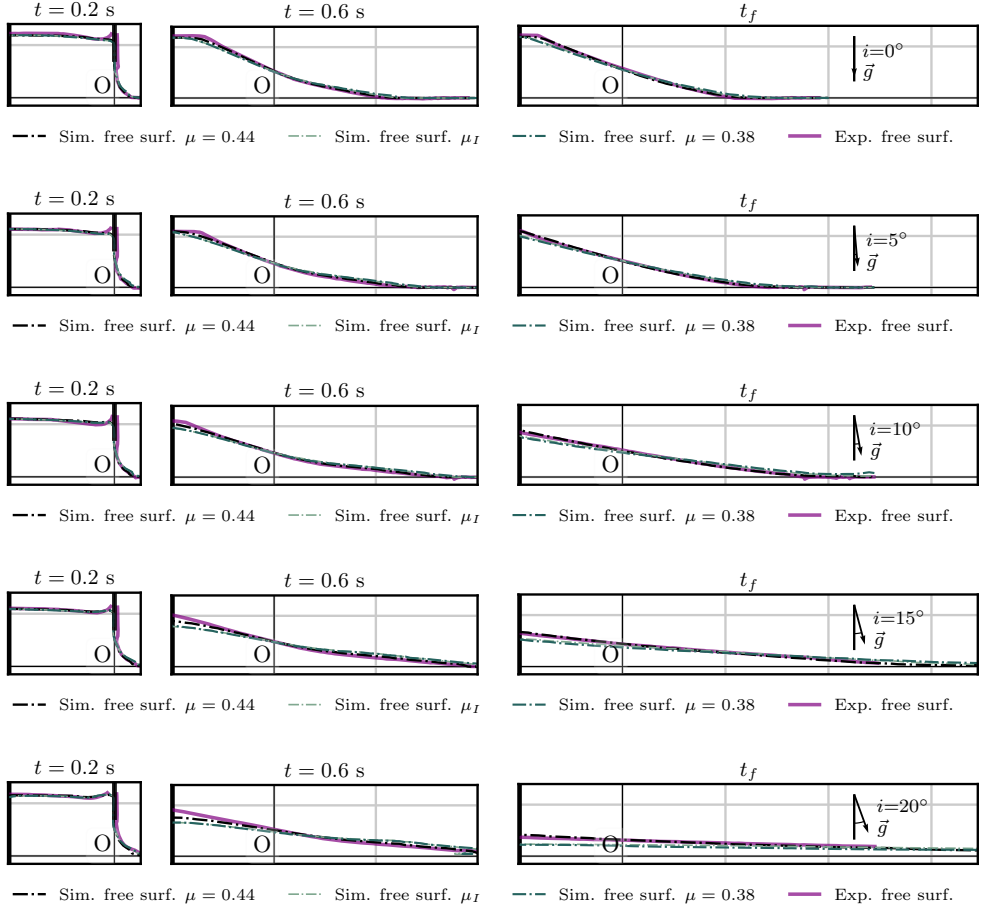 t = 0.2 s t = 0.6 s t_f
O O O i=0° g⃗
Sim. free surf. μ = 0.44 Sim. free surf. μ_I Sim. free surf. μ = 0.38 Exp. free surf.
t = 0.2 s t = 0.6 s t_f
O O O i=5° g⃗
Sim. free surf. μ = 0.44 Sim. free surf. μ_I Sim. free surf. μ = 0.38 Exp. free surf.
t = 0.2 s t = 0.6 s t_f
O O O i=10° g⃗
Sim. free surf. μ = 0.44 Sim. free surf. μ_I Sim. free surf. μ = 0.38 Exp. free surf.
t = 0.2 s t = 0.6 s t_f
O O O i=15° g⃗
Sim. free surf. μ = 0.44 Sim. free surf. μ_I Sim. free surf. μ = 0.38 Exp. free surf.
t = 0.2 s t = 0.6 s t_f
O O O i=20° g⃗
Sim. free surf. μ = 0.44 Sim. free surf. μ_I Sim. free surf. μ = 0.38 Exp. free surf.